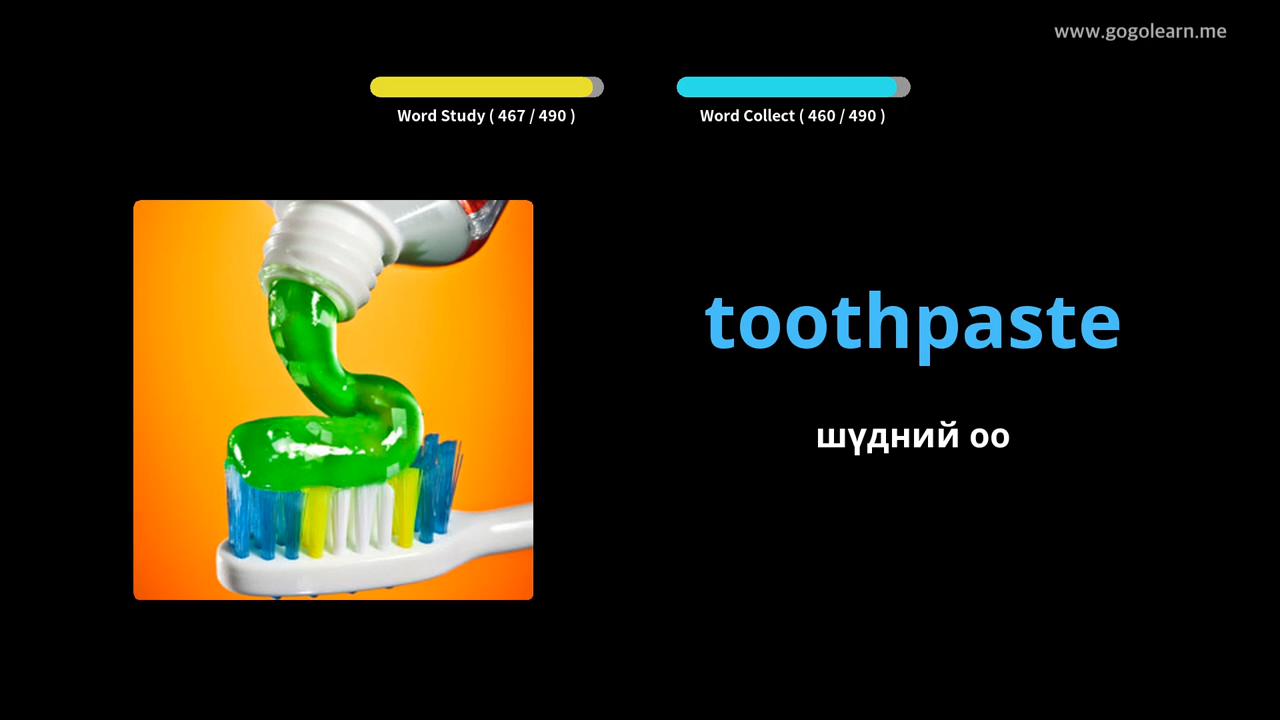 www.gogolearn.me
Word Study ( 467 / 490 )
Word Collect ( 460 / 490 )
toothpaste
шүдний оо